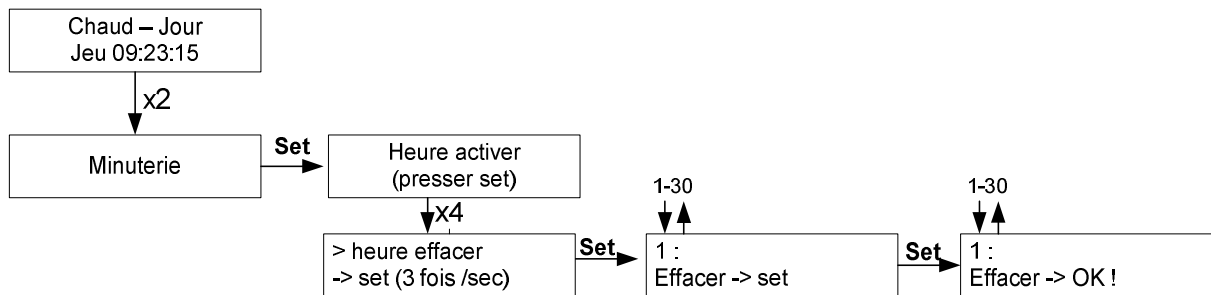 Chaud – Jour
Jeu 09:23:15
x2
Minuterie
Set
Heure activer
(presser set)
x4
> heure effacer
-> set (3 fois /sec)
Set
1-30
1 :
Effacer -> set
Set
1-30
1 :
Effacer -> OK !